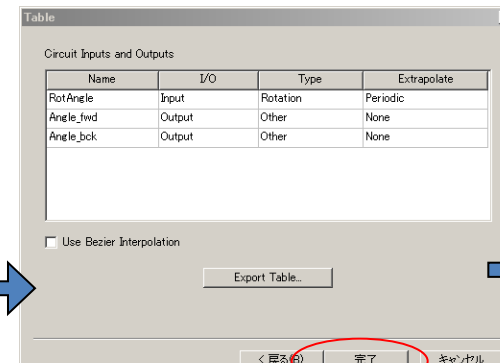 Table
Circuit Inputs and Outputs
Name I/O Type Extrapolate
RotAngle Input Rotation Periodic
Angle_fwd Output Other None
Angle_bck Output Other None
Use Bezier Interpolation
Export Table...
< 戻る(B) 完了 キャンセル